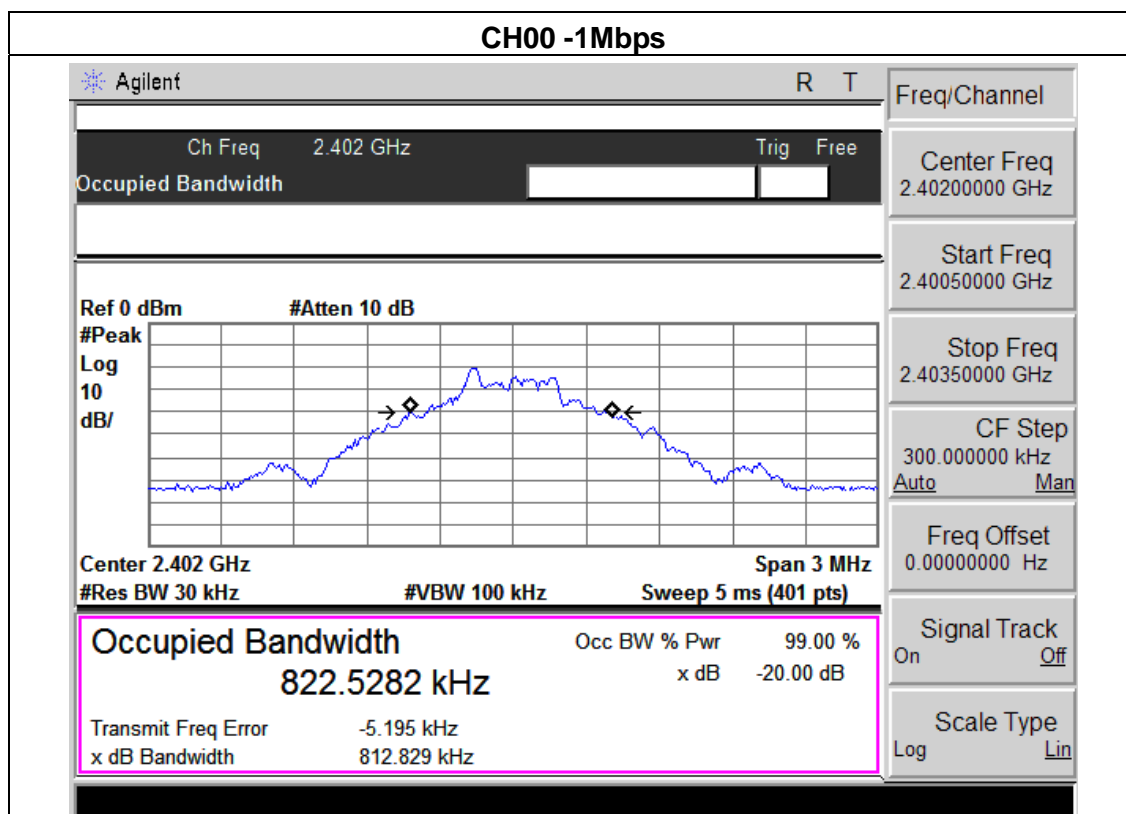 CH00 -1Mbps
Agilent R T
Ch Freq 2.402 GHz Trig Free
Occupied Bandwidth
Ref 0 dBm #Atten 10 dB
#Peak
Log
10
dB/
Center 2.402 GHz Span 3 MHz
#Res BW 30 kHz #VBW 100 kHz Sweep 5 ms (401 pts)
Occupied Bandwidth Occ BW % Pwr 99.00 %
822.5282 kHz x dB -20.00 dB
Transmit Freq Error -5.195 kHz
x dB Bandwidth 812.829 kHz
Freq/Channel
Center Freq
2.40200000 GHz
Start Freq
2.40050000 GHz
Stop Freq
2.40350000 GHz
CF Step
300.000000 kHz
Auto Man
Freq Offset
0.00000000 Hz
Signal Track
On Off
Scale Type
Log Lin